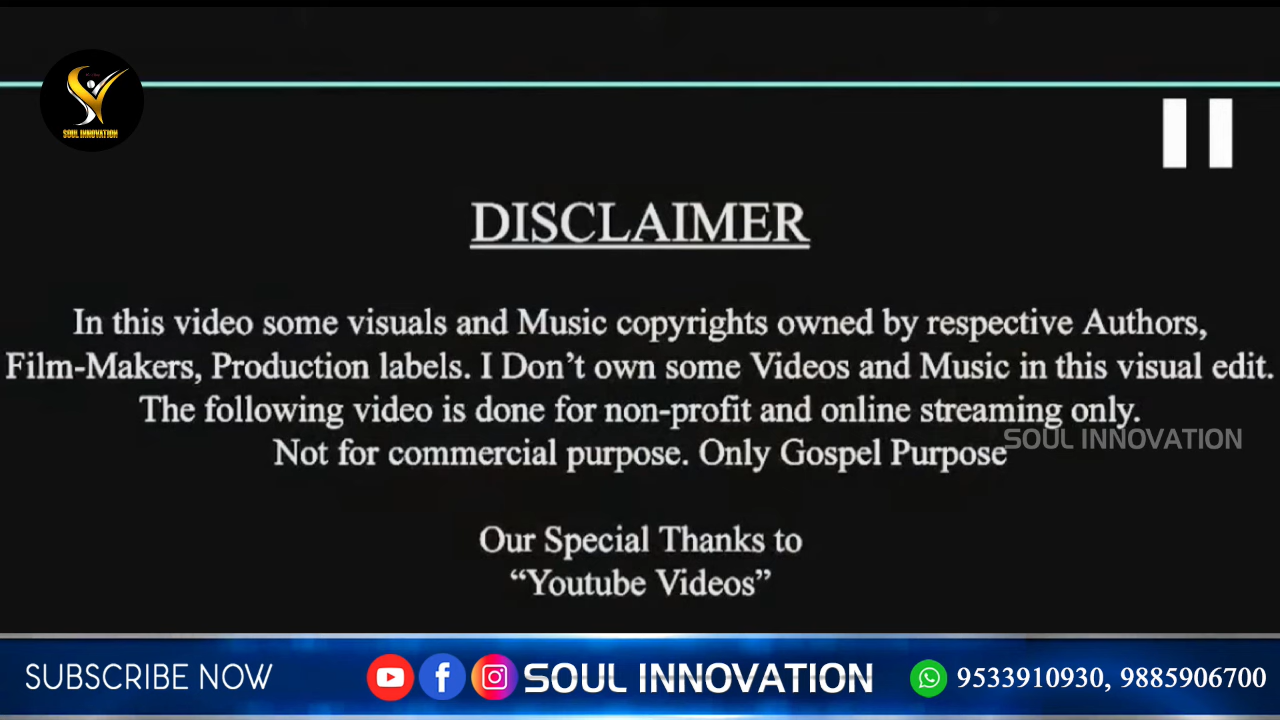 SOUL INNOVATION
DISCLAIMER
In this video some visuals and Music copyrights owned by respective Authors,
Film-Makers, Production labels. I Don’t own some Videos and Music in this visual edit.
The following video is done for non-profit and online streaming only.
Not for commercial purpose. Only Gospel Purpose
SOUL INNOVATION
Our Special Thanks to
“Youtube Videos”
SUBSCRIBE NOW SOUL INNOVATION 9533910930, 9885906700